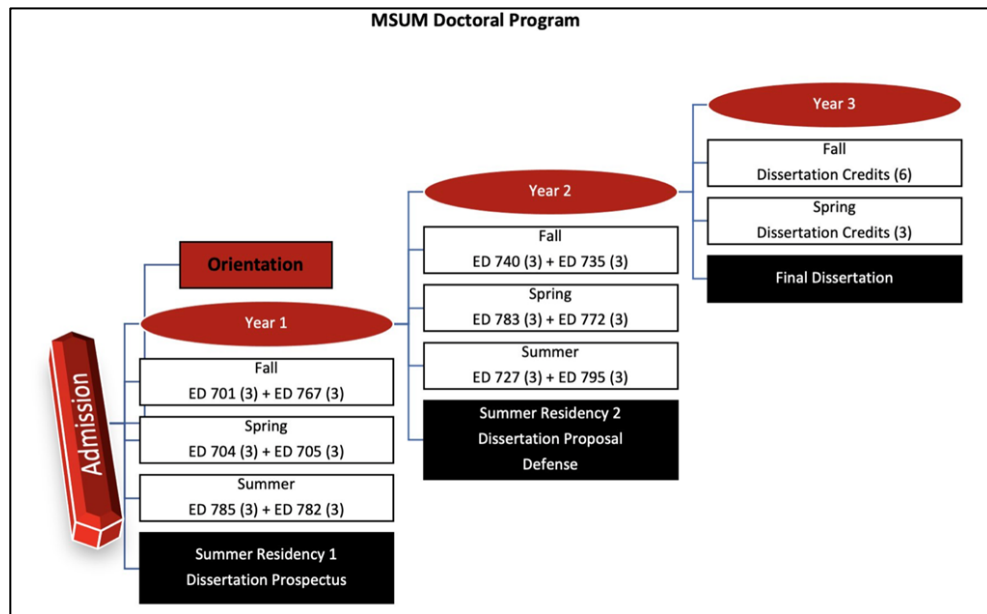 MSUM Doctoral Program
Admission
Orientation
Year 1
Fall
ED 701 (3) + ED 767 (3)
Spring
ED 704 (3) + ED 705 (3)
Summer
ED 785 (3) + ED 782 (3)
Summer Residency 1
Dissertation Prospectus
Year 2
Fall
ED 740 (3) + ED 735 (3)
Spring
ED 783 (3) + ED 772 (3)
Summer
ED 727 (3) + ED 795 (3)
Summer Residency 2
Dissertation Proposal
Defense
Year 3
Fall
Dissertation Credits (6)
Spring
Dissertation Credits (3)
Final Dissertation